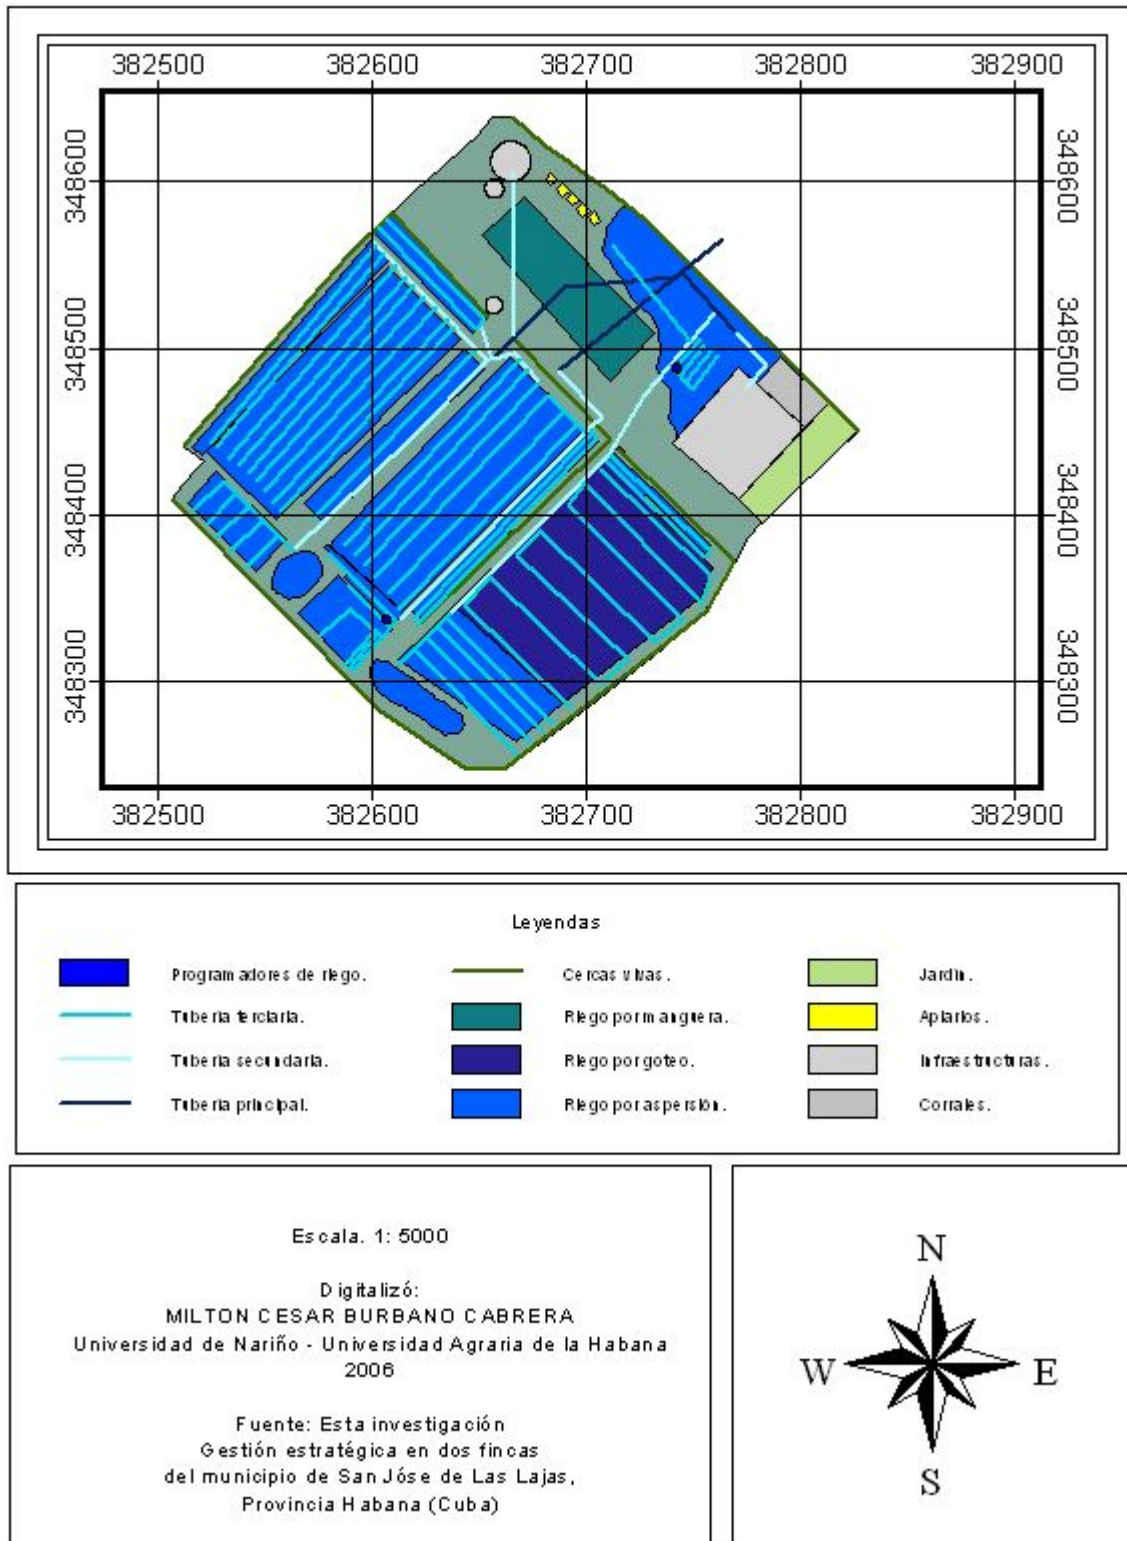 382500 382600 382700 382800 382900
348600 348600
348500 348500
348400 348400
348300 348300
382500 382600 382700 382800 382900
Leyendas
Programadores de riego. Cercas vivas. Jardín.
Tubería terciaria. Riego por manguera. Apiarios.
Tubería secundaria. Riego por goteo. Infraestructuras.
Tubería principal. Riego por aspersión. Corrales.
Escala. 1: 5000
Digitalizó:
MILTON CESAR BURBANO CABRERA
Universidad de Nariño - Universidad Agraria de la Habana
2006
Fuente: Esta investigación
Gestión estratégica en dos fincas
del municipio de San Jóse de Las Lajas,
Provincia Habana (Cuba)
N
W E
S